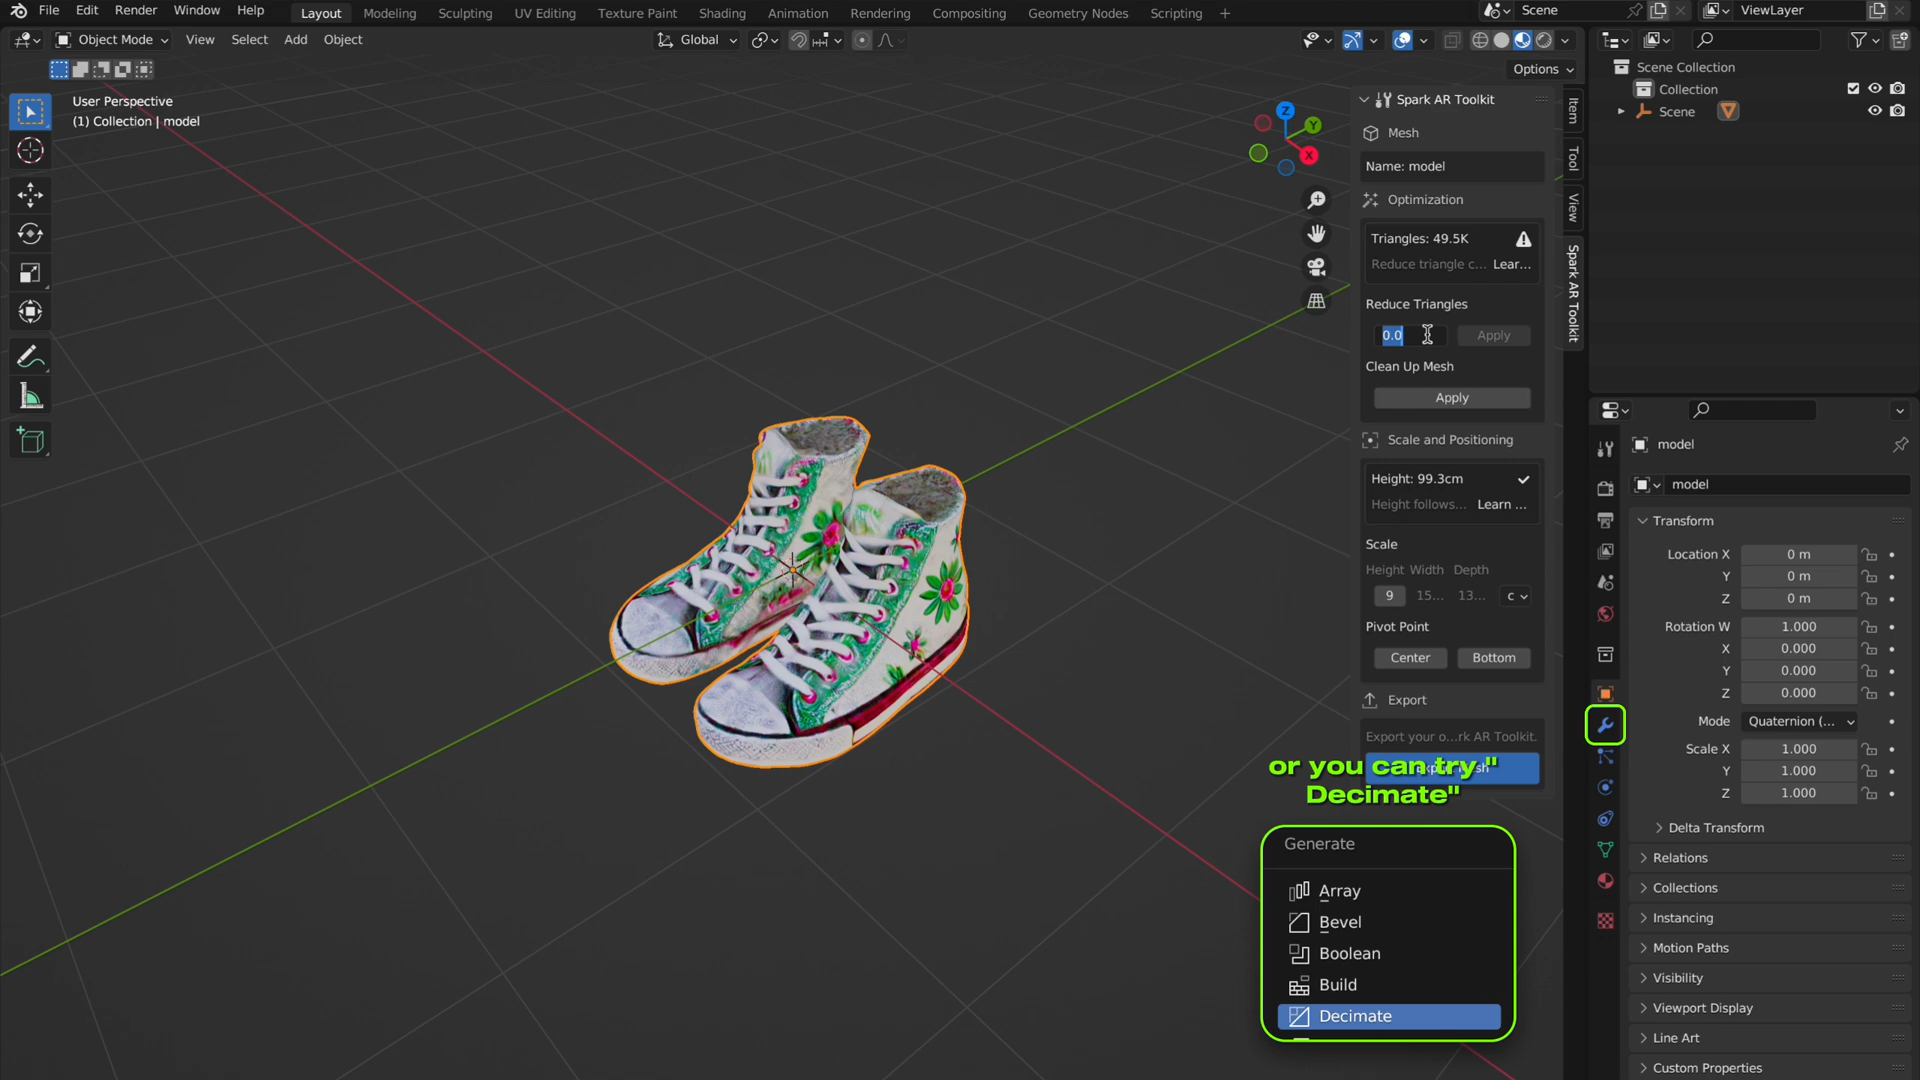 File Edit Render Window Help Layout Modeling Sculpting UV Editing Texture Paint Shading Animation Rendering Compositing Geometry Nodes Scripting + Scene ViewLayer
Object Mode View Select Add Object Global
Options
User Perspective
(1) Collection | model
Z
Y
X
Spark AR Toolkit
Mesh
Name: model
Optimization
Triangles: 49.5K
Reduce triangle c... Lear...
Reduce Triangles
0.0 Apply
Clean Up Mesh
Apply
Scale and Positioning
Height: 99.3cm
Height follows... Learn ...
Scale
Height Width Depth
9 15... 13... c
Pivot Point
Center Bottom
Export
Export your o...rk AR Toolkit.
or you can try "
Decimate"
Generate
Array
Bevel
Boolean
Build
Decimate
Item
Tool
View
Spark AR Toolkit
Scene Collection
Collection
Scene
model
model
Transform
Location X 0 m
Y 0 m
Z 0 m
Rotation W 1.000
X 0.000
Y 0.000
Z 0.000
Mode Quaternion (...
Scale X 1.000
Y 1.000
Z 1.000
Delta Transform
Relations
Collections
Instancing
Motion Paths
Visibility
Viewport Display
Line Art
Custom Properties